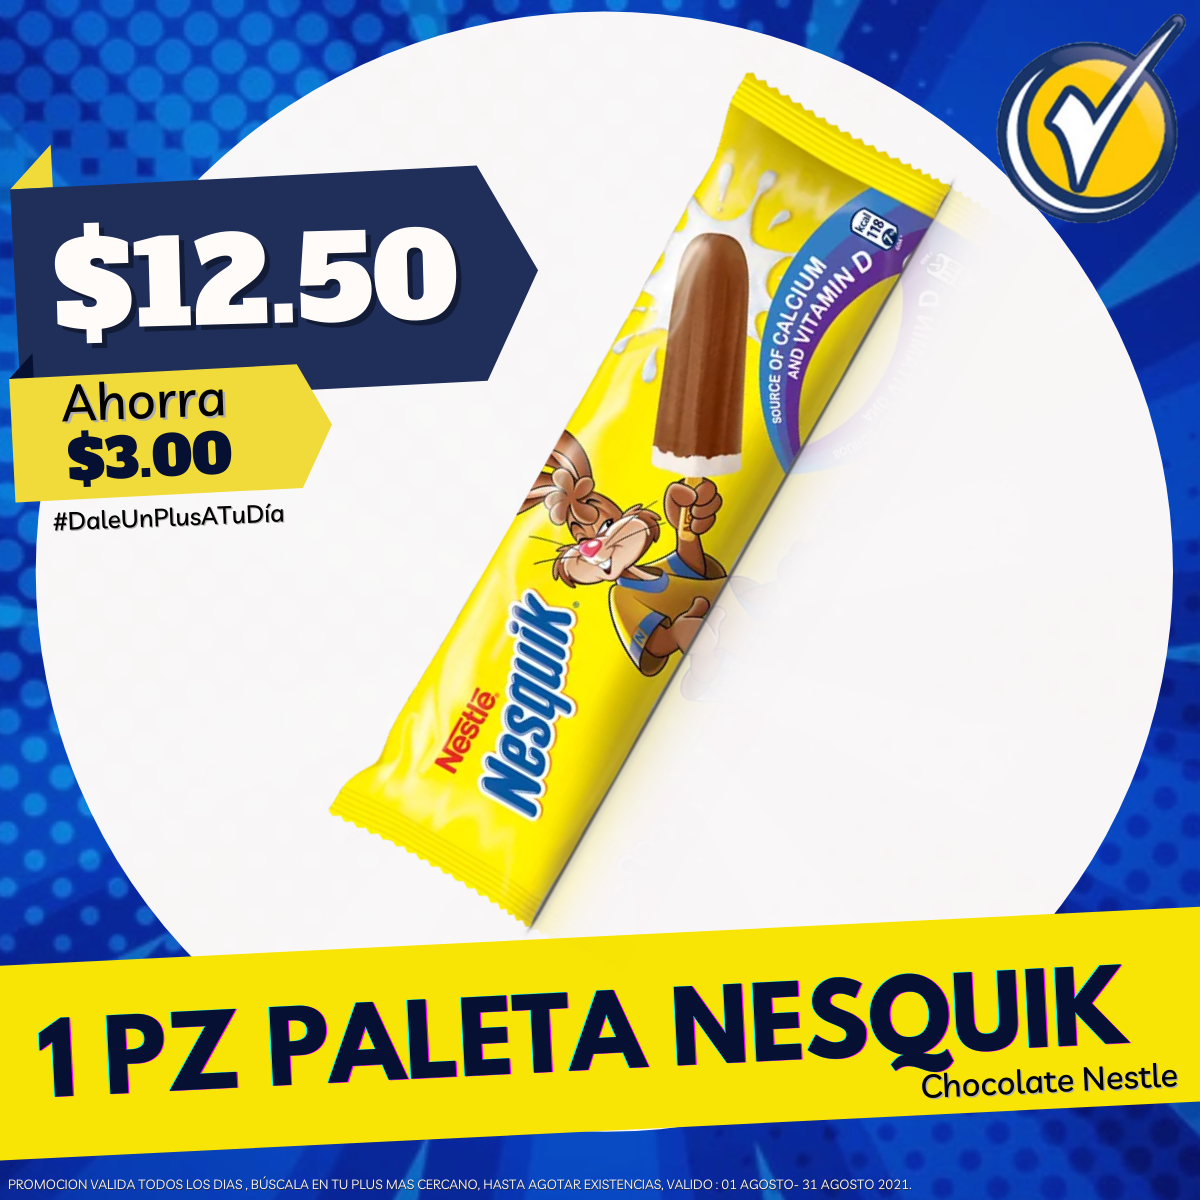 $12.50
Ahorra
$3.00
#DaleUnPlusATuDía
kcal
118
7%
SOURCE OF CALCIUM
AND VITAMIN D
Nestlé
Nesquik
N
1 PZ PALETA NESQUIK
Chocolate Nestle
PROMOCION VALIDA TODOS LOS DIAS , BÚSCALA EN TU PLUS MAS CERCANO, HASTA AGOTAR EXISTENCIAS, VALIDO : 01 AGOSTO- 31 AGOSTO 2021.